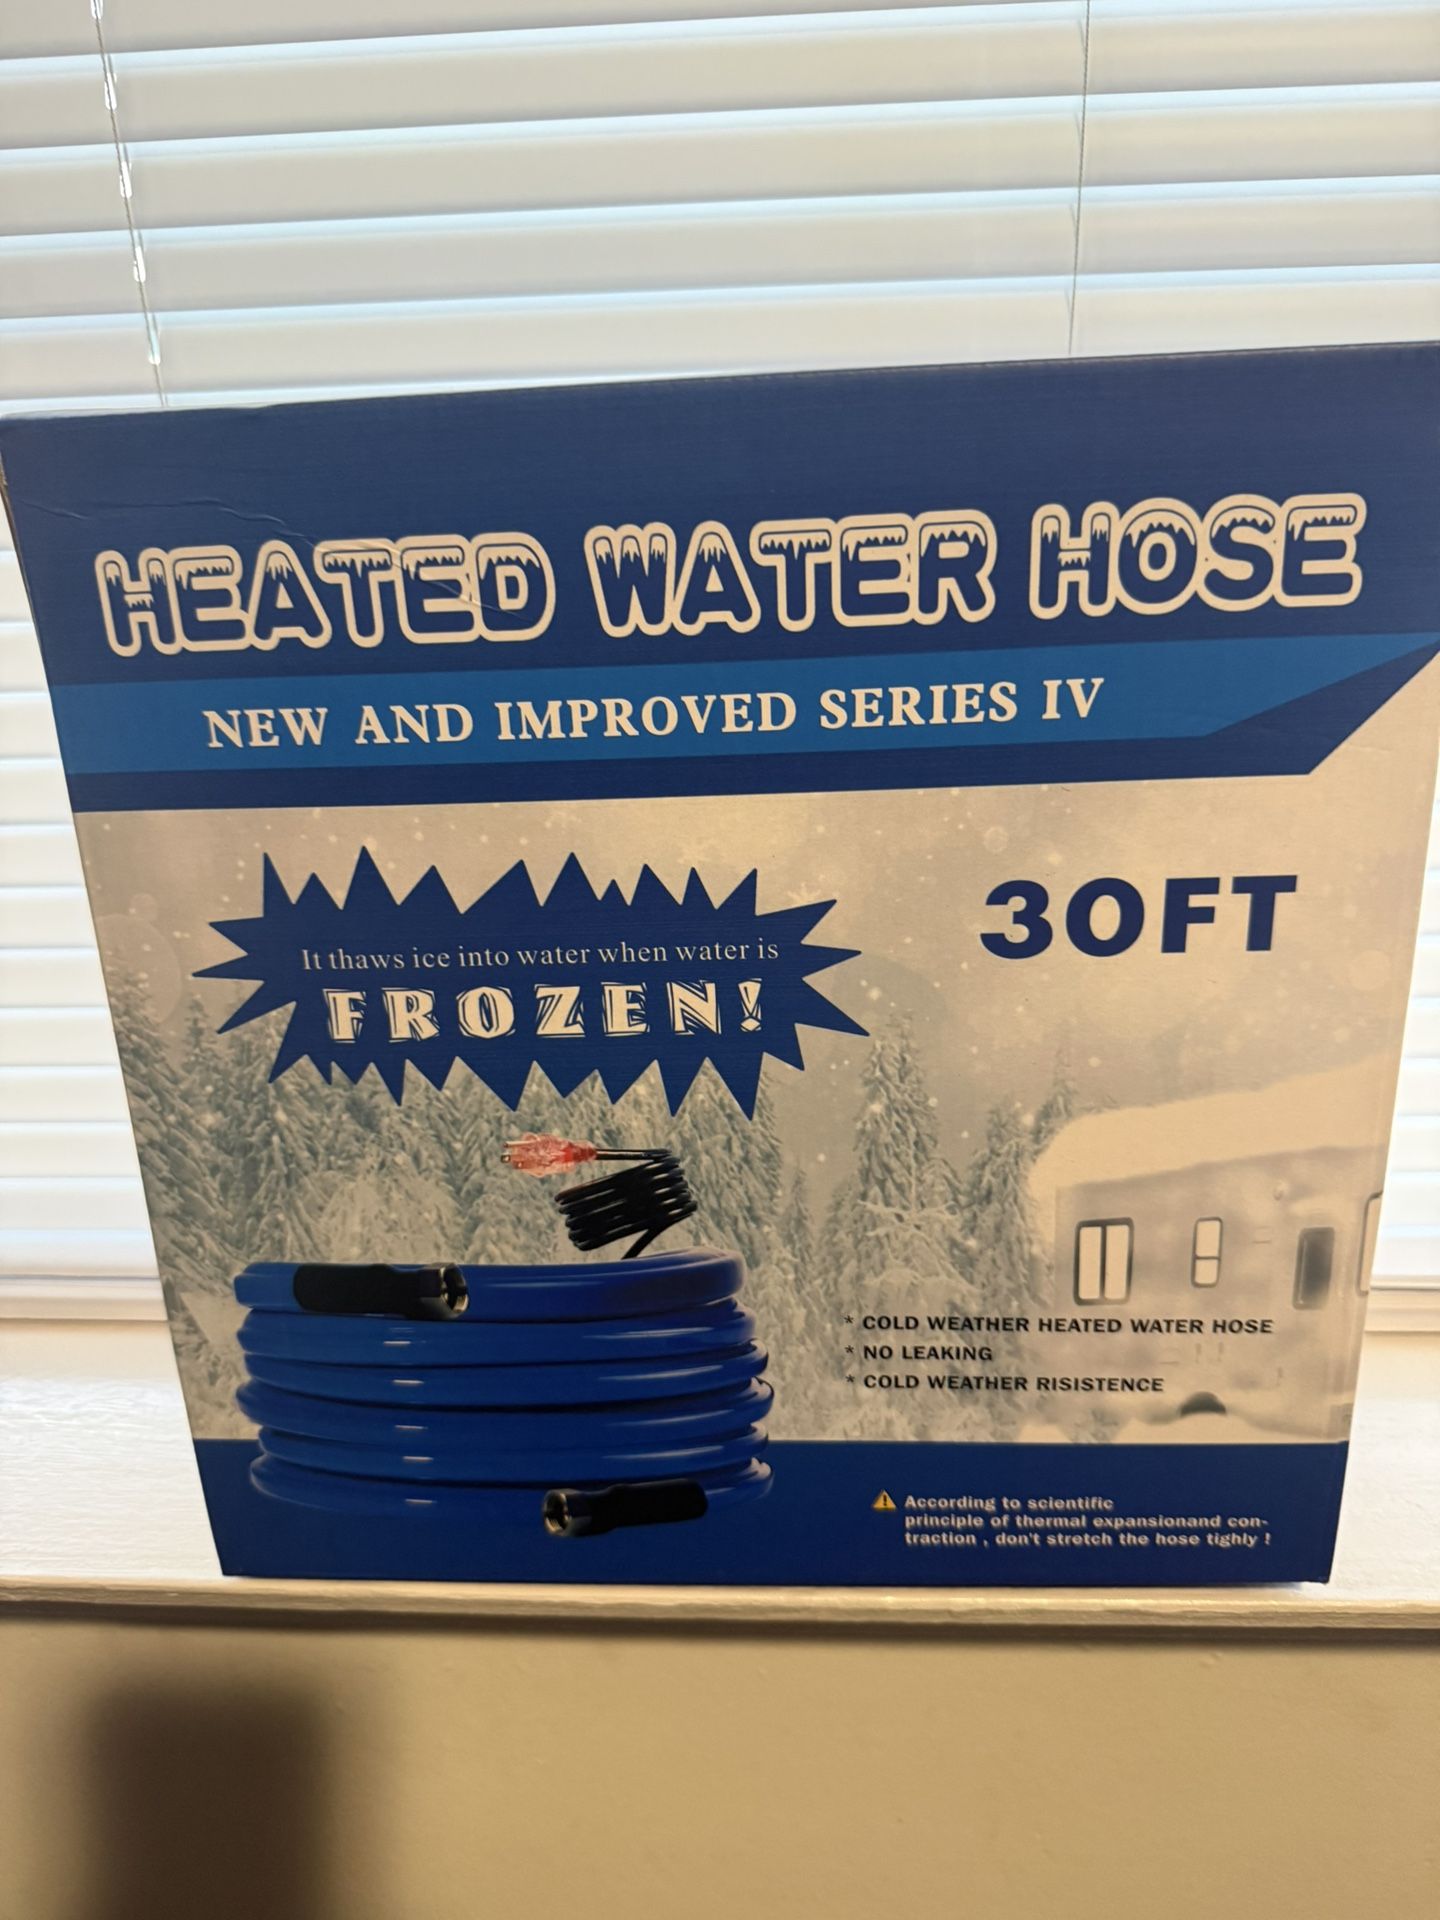 HEATED WATER HOSE
NEW AND IMPROVED SERIES IV
30FT
It thaws ice into water when water is
FROZEN!
* COLD WEATHER HEATED WATER HOSE
* NO LEAKING
* COLD WEATHER RISISTENCE
According to scientific
principle of thermal expansionand con-
traction , don't stretch the hose tighly !